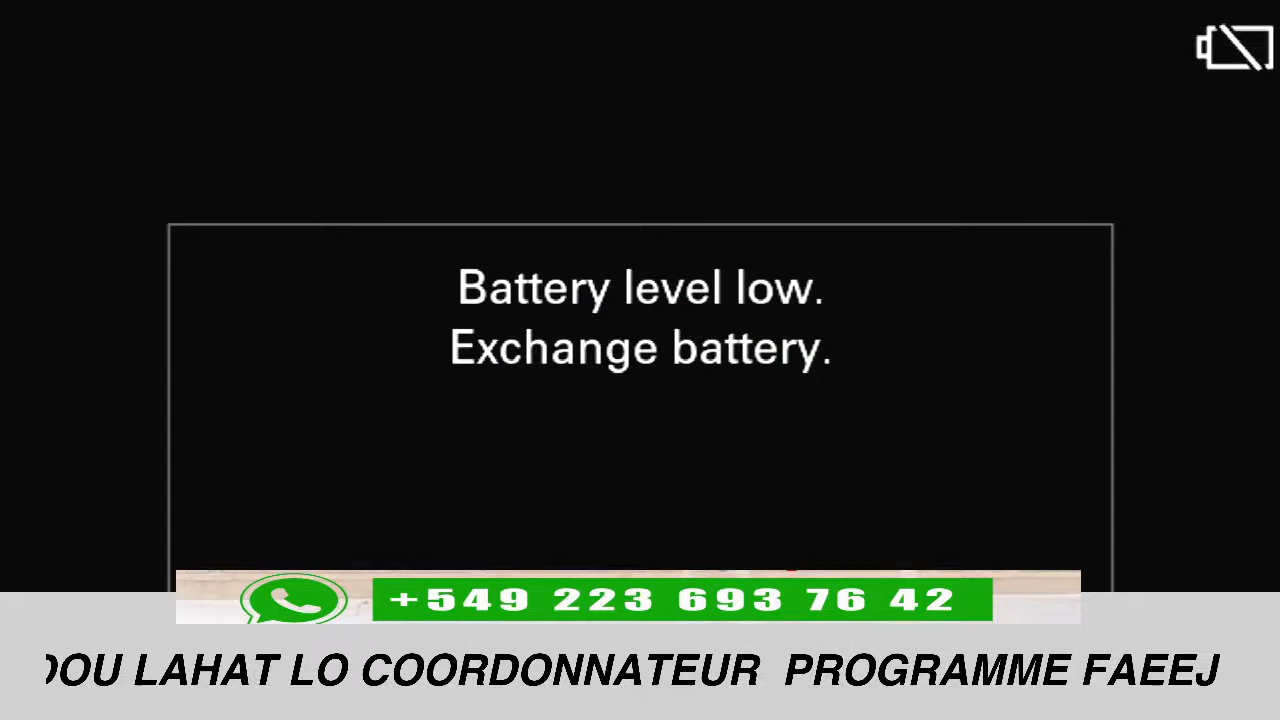 Battery level low.
Exchange battery.
+549 223 693 76 42
OU LAHAT LO COORDONNATEUR PROGRAMME FAEEJ